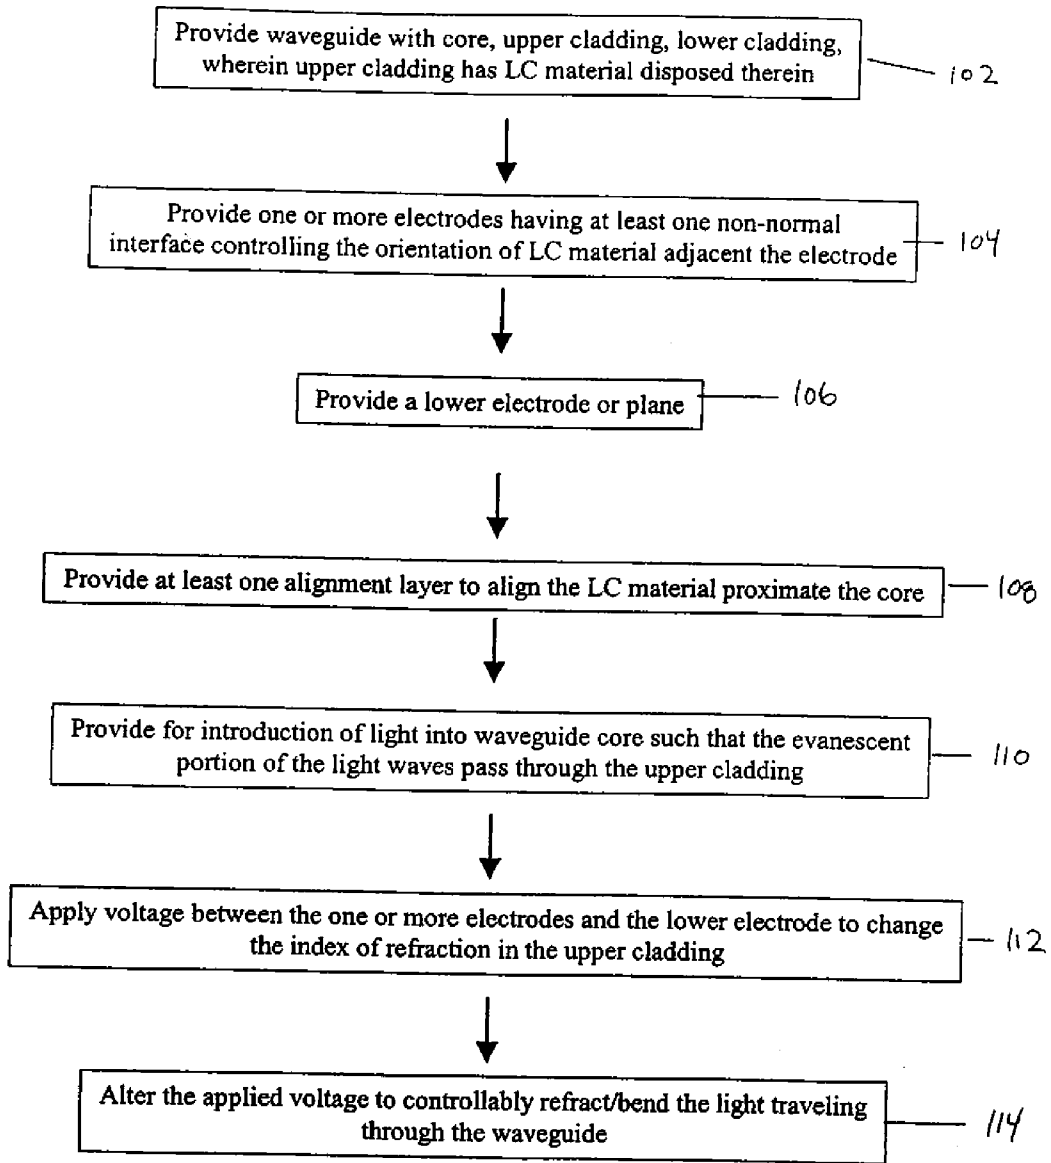 Provide waveguide with core, upper cladding, lower cladding,
wherein upper cladding has LC material disposed therein
102
Provide one or more electrodes having at least one non-normal
interface controlling the orientation of LC material adjacent the electrode
104
Provide a lower electrode or plane
106
Provide at least one alignment layer to align the LC material proximate the core
108
Provide for introduction of light into waveguide core such that the evanescent
portion of the light waves pass through the upper cladding
110
Apply voltage between the one or more electrodes and the lower electrode to change
the index of refraction in the upper cladding
112
Alter the applied voltage to controllably refract/bend the light traveling
through the waveguide
114